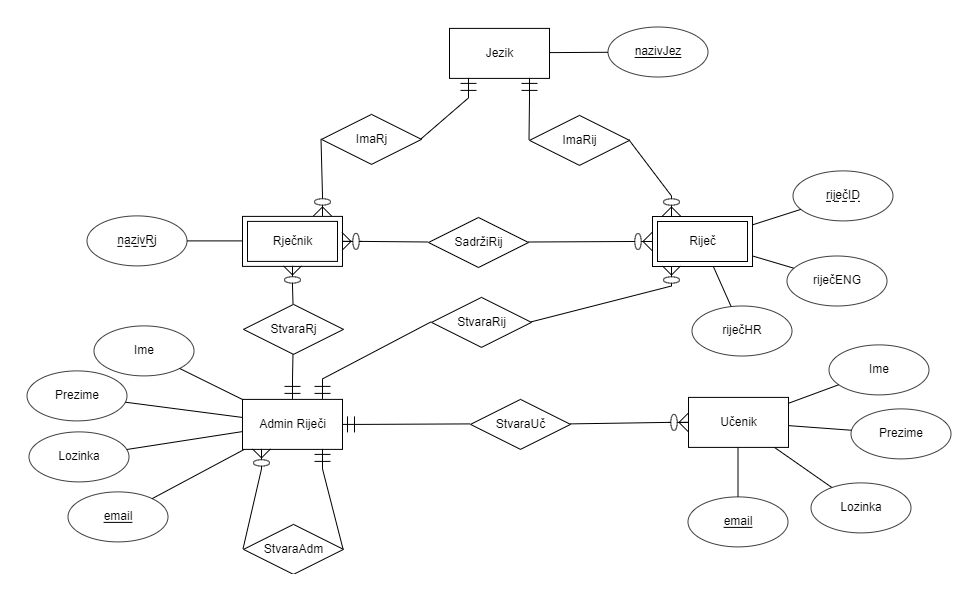 Jezik
nazivJez
ImaRj
ImaRij
riječID
nazivRj
Rječnik
SadržiRij
Riječ
riječENG
StvaraRj
StvaraRij
riječHR
Ime
Ime
Prezime
Admin Riječi
StvaraUč
Učenik
Prezime
Lozinka
Lozinka
email
email
StvaraAdm